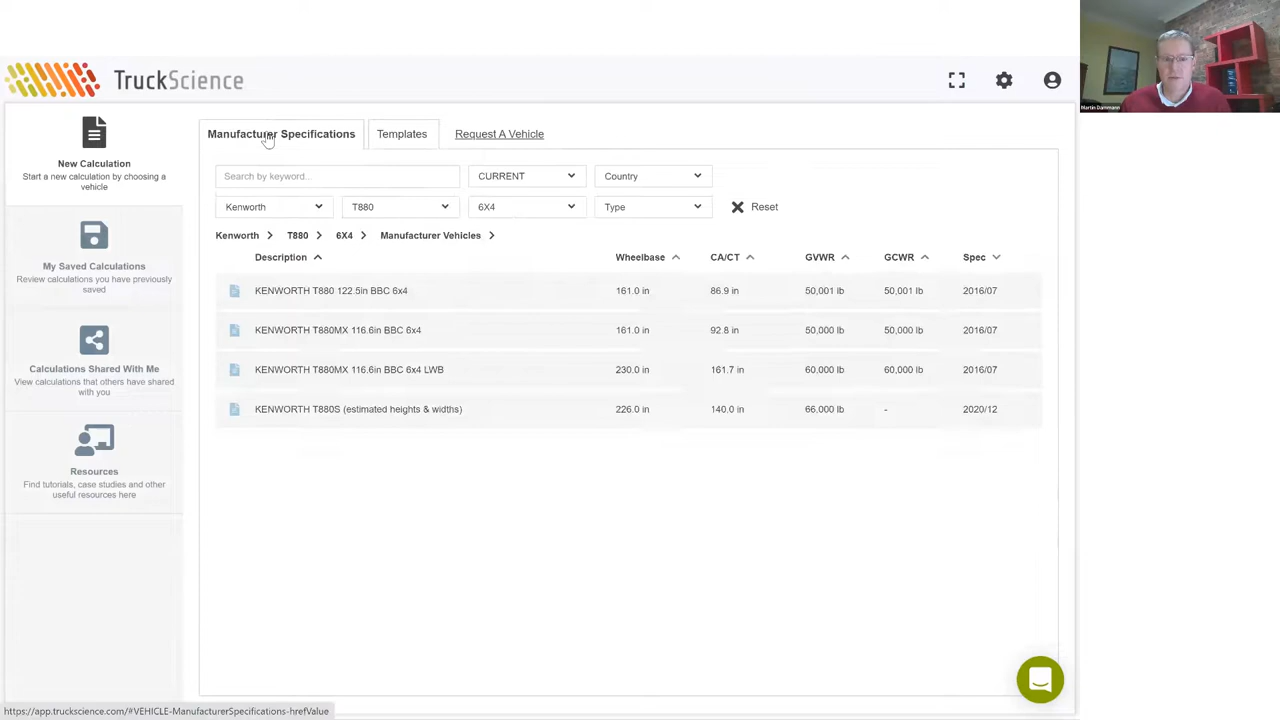 TruckScience
Martin Dammann
New Calculation
Start a new calculation by choosing a
vehicle
My Saved Calculations
Review calculations you have previously
saved
Calculations Shared With Me
View calculations that others have shared
with you
Resources
Find tutorials, case studies and other
useful resources here
Manufacturer Specifications Templates Request A Vehicle
Search by keyword... CURRENT Country
Kenworth T880 6X4 Type Reset
Kenworth T880 6X4 Manufacturer Vehicles
Description Wheelbase CA/CT GVWR GCWR Spec
KENWORTH T880 122.5in BBC 6x4 161.0 in 86.9 in 50,001 lb 50,001 lb 2016/07
KENWORTH T880MX 116.6in BBC 6x4 161.0 in 92.8 in 50,000 lb 50,000 lb 2016/07
KENWORTH T880MX 116.6in BBC 6x4 LWB 230.0 in 161.7 in 60,000 lb 60,000 lb 2016/07
KENWORTH T880S (estimated heights & widths) 226.0 in 140.0 in 66,000 lb - 2020/12
https://app.truckscience.com/#VEHICLE-ManufacturerSpecifications-hrefValue